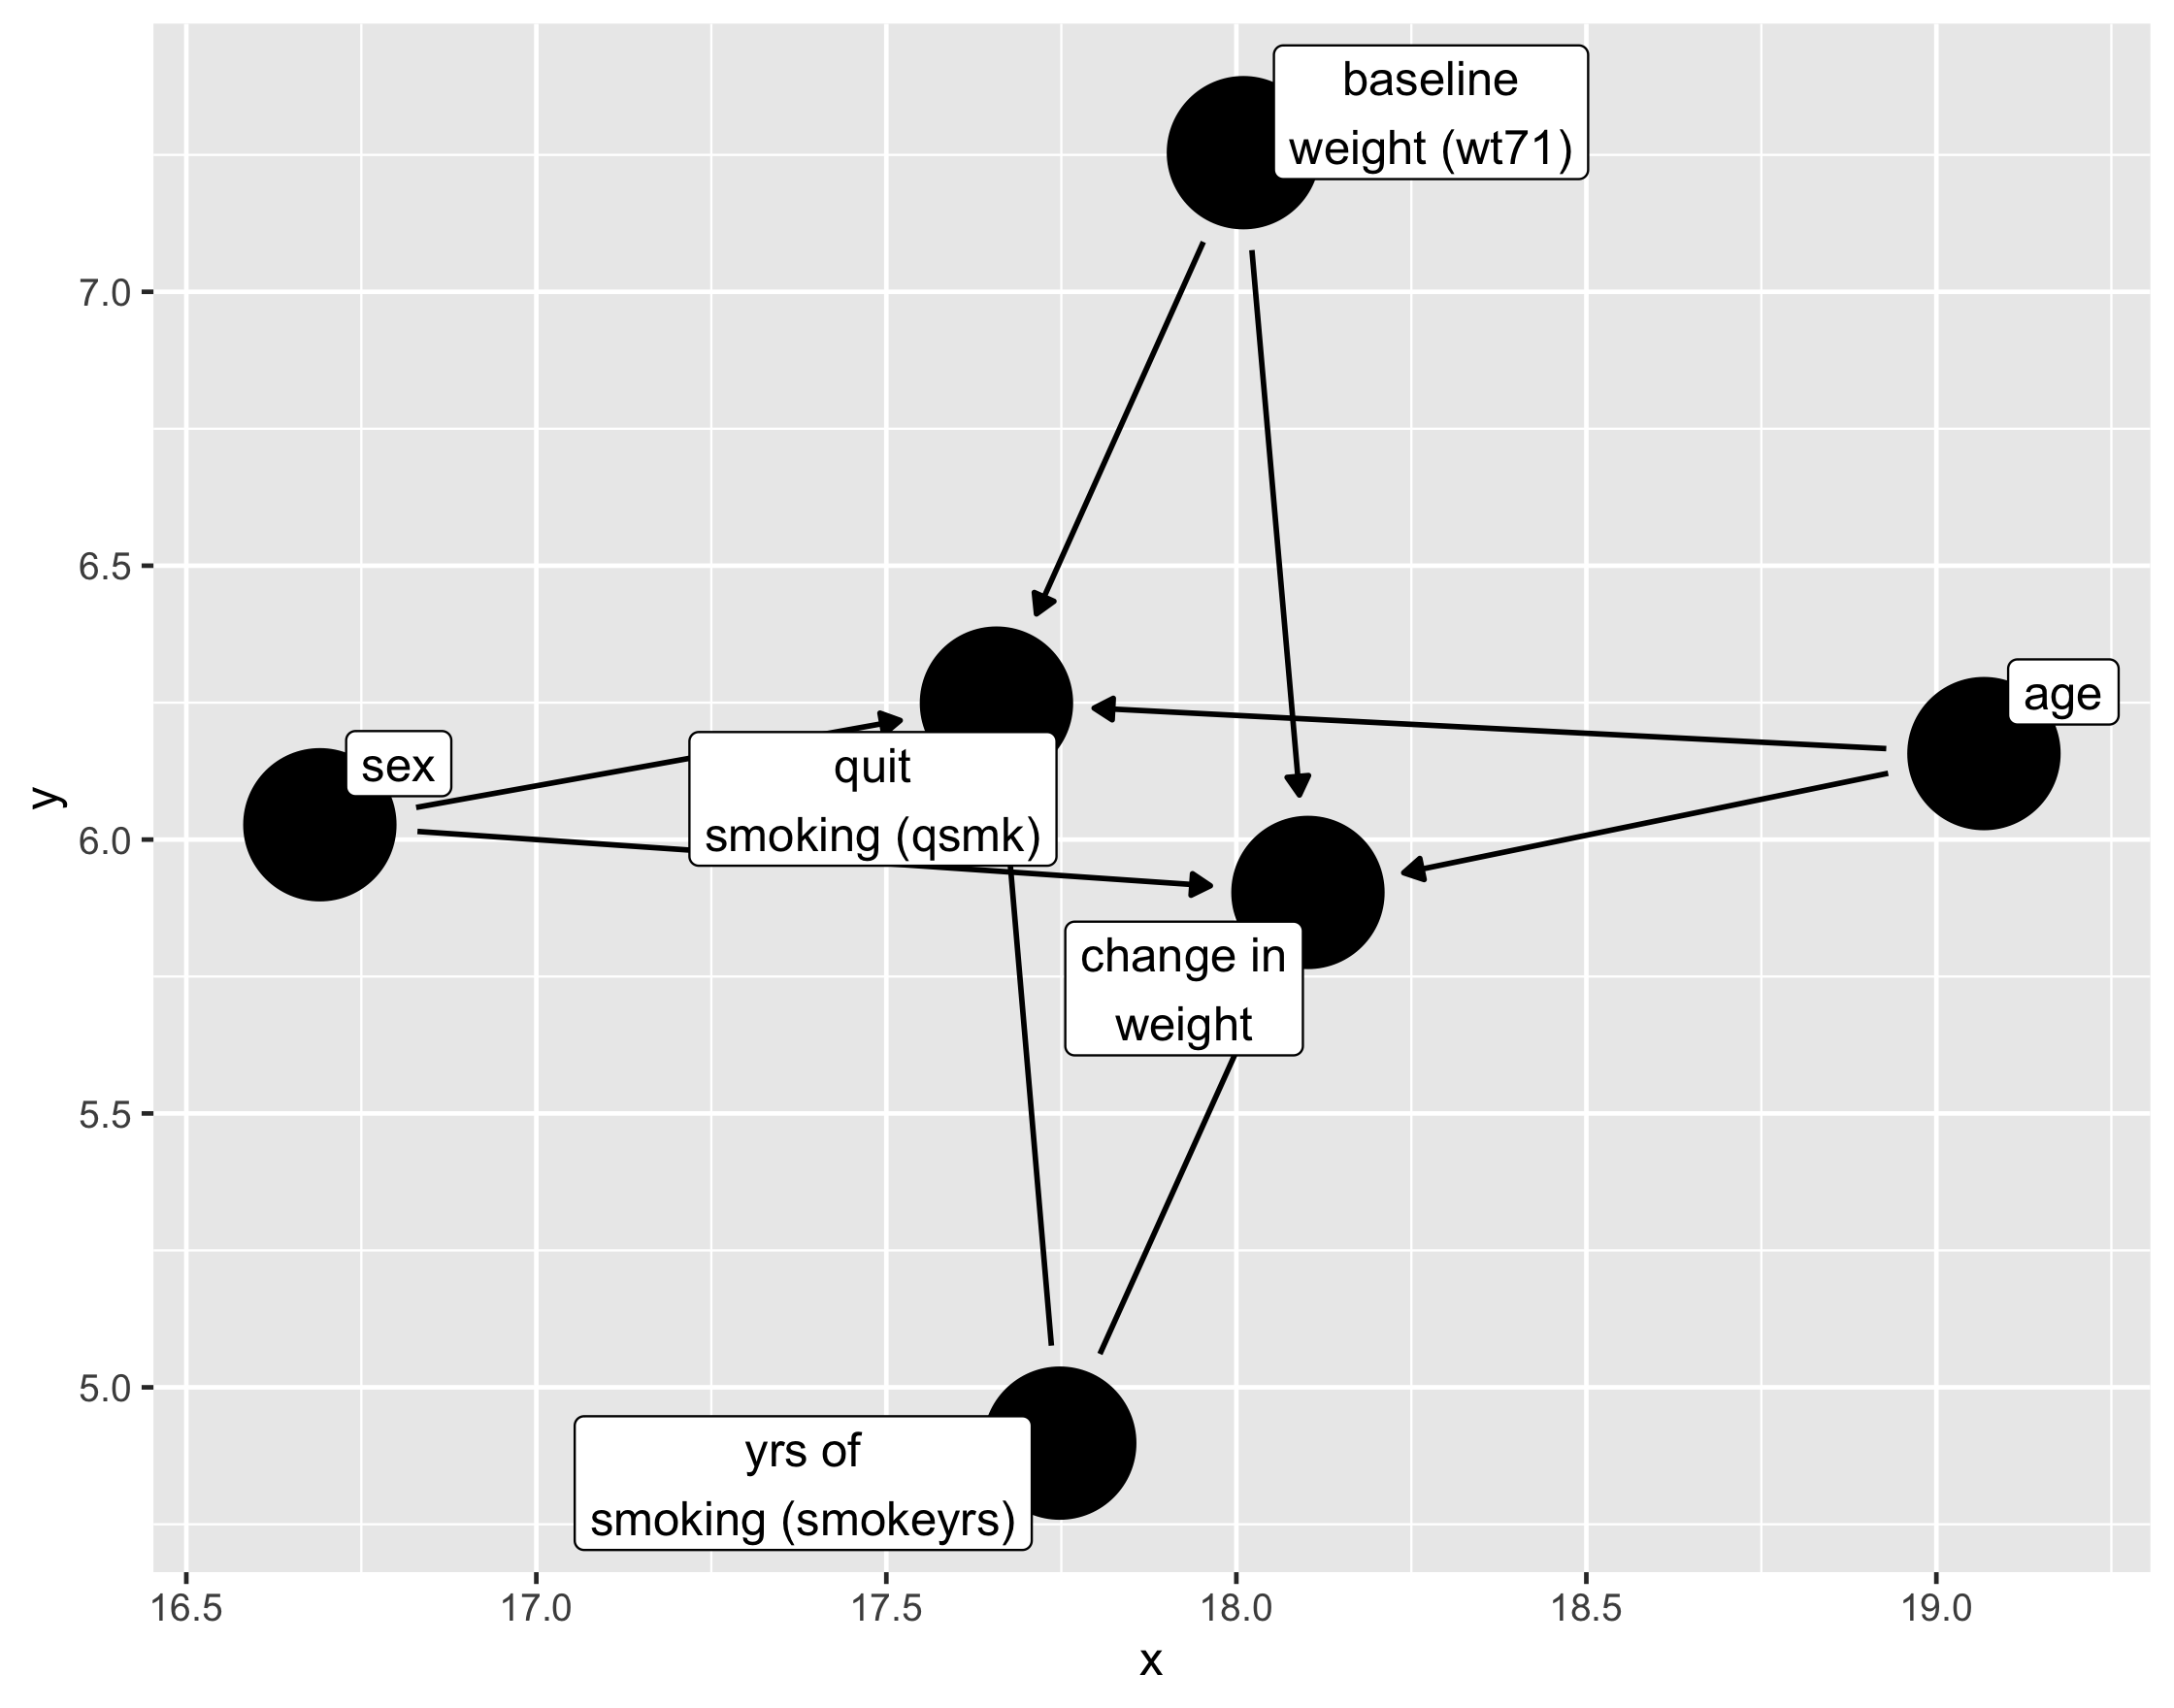 baseline
weight (wt71)
7.0
6.5
age
sex
quit
smoking (qsmk)
y
6.0
change in
weight
5.5
5.0
yrs of
smoking (smokeyrs)
16.5
17.0
17.5
18.0
18.5
19.0
x